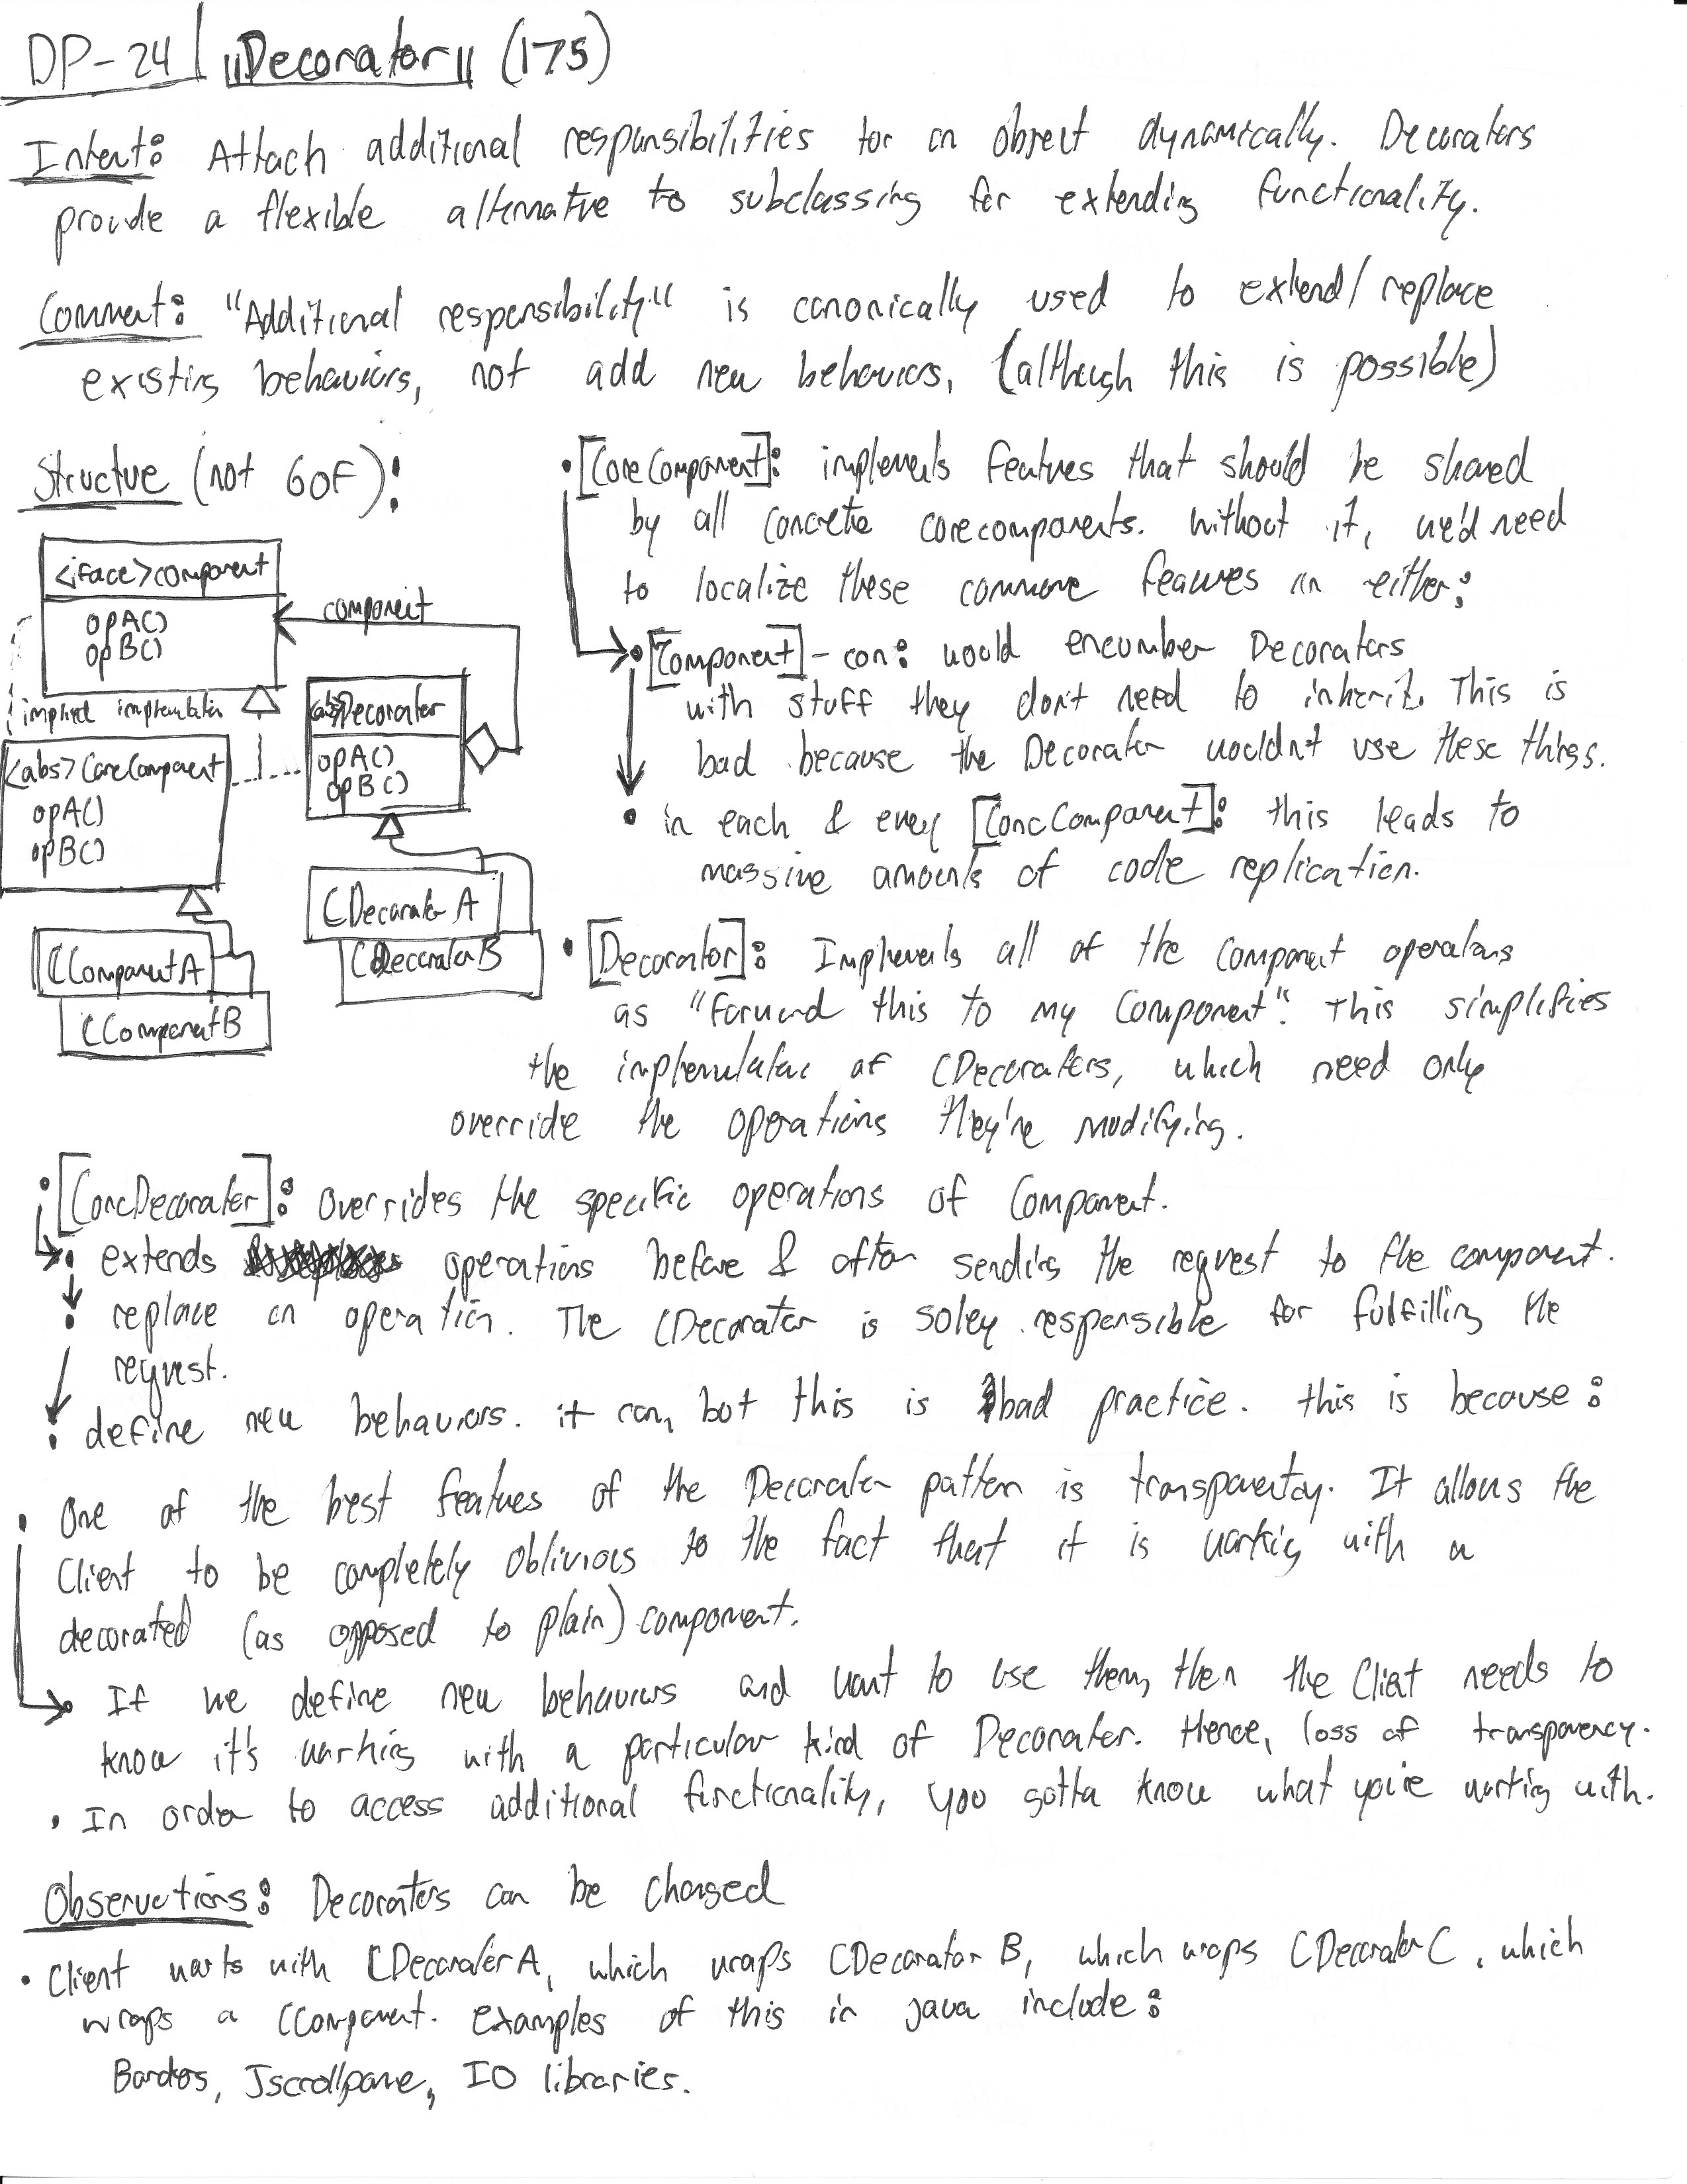 DP-24 "Decorator" (175)
Intent: Attach additional responsibilities for an object dynamically. Decorators
provide a flexible alternative to subclassing for extending functionality.
Comment: "Additional responsibility" is canonically used to extend/replace
existing behaviors, not add new behaviors, (although this is possible)
Structure (not GOF):
<iface>component
opA()
opB()
component
implied implementation
<abs>Decorator
opA()
opB()
<abs>CoreComponent
opA()
opB()
CDecorator A
CDecorator B
CComponent A
CComponent B
• [CoreComponent]: implements features that should be shared
by all concrete corecomponents. Without it, we'd need
to localize these common features in either:
• [Component] - con: would encumber Decorators
with stuff they don't need to inherit. This is
bad because the Decorator wouldn't use these things.
• in each & every [ConcComponent]: this leads to
massive amounts of code replication.
• [Decorator]: Implements all of the component operations
as "forward this to my component". This simplifies
the implementation of CDecorators, which need only
override the operations they're modifying.
• [ConcDecorator]: overrides the specific operations of Component.
• extends operations before & after sending the request to the component.
• replace an operation. The CDecorator is soley responsible for fulfilling the
request.
• define new behaviors. it can, but this is bad practice. this is because:
• One of the best features of the Decorator pattern is transparency. It allows the
Client to be completely oblivious to the fact that it is working with a
decorated (as opposed to plain) component.
If we define new behaviors and want to use them, then the Client needs to
know it's working with a particular kind of Decorator. Hence, loss of transparency.
• In order to access additional functionality, you gotta know what you're working with.
Observations: Decorators can be changed
• Client works with CDecorator A, which wraps CDecorator B, which wraps CDecorator C, which
wraps a CComponent. Examples of this in java include:
Borders, Jscrollpane, IO libraries.